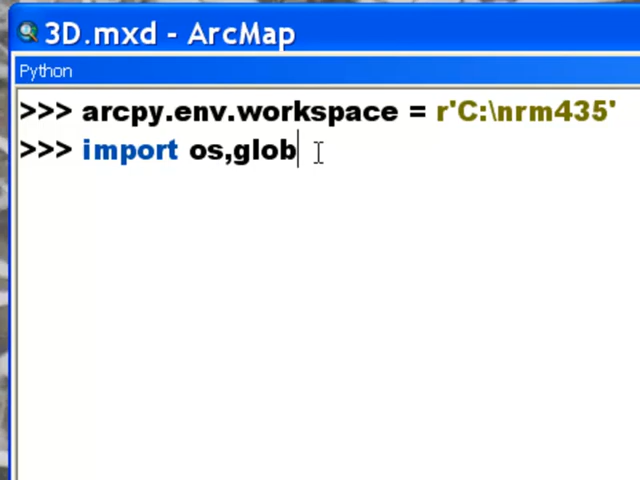 3D.mxd - ArcMap
Python
>>> arcpy.env.workspace = r'C:\nrm435'
>>> import os,glob